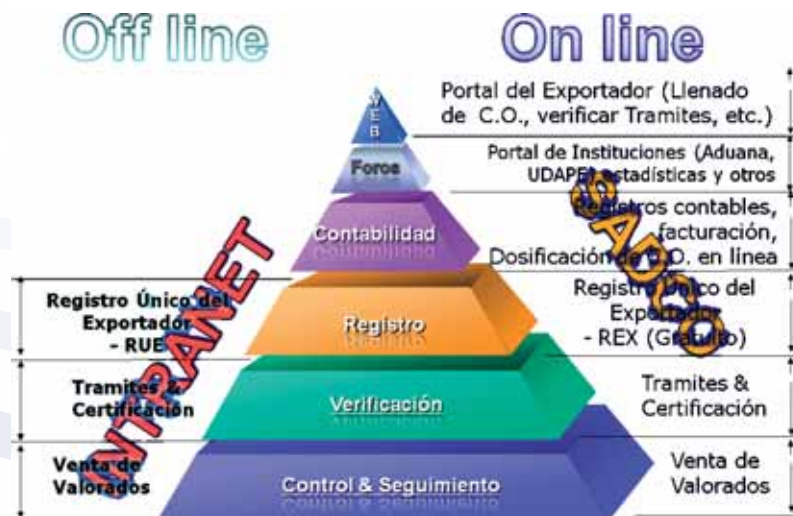 Off line
On line
WEB
Portal del Exportador (Llenado
de C.O., verificar Tramites, etc.)
Foros
Portal de Instituciones (Aduana,
UDAPE) estadísticas y otros
Contabilidad
Registros contables,
facturación,
Dosificación de C.O. en línea
INTRANET
SADCO
Registro Único del
Exportador
- RUE
Registro
Registro Único del
Exportador
- REX (Gratuito)
Tramites &
Certificación
Verificación
Tramites &
Certificación
Venta de
Valorados
Control & Seguimiento
Venta de
Valorados